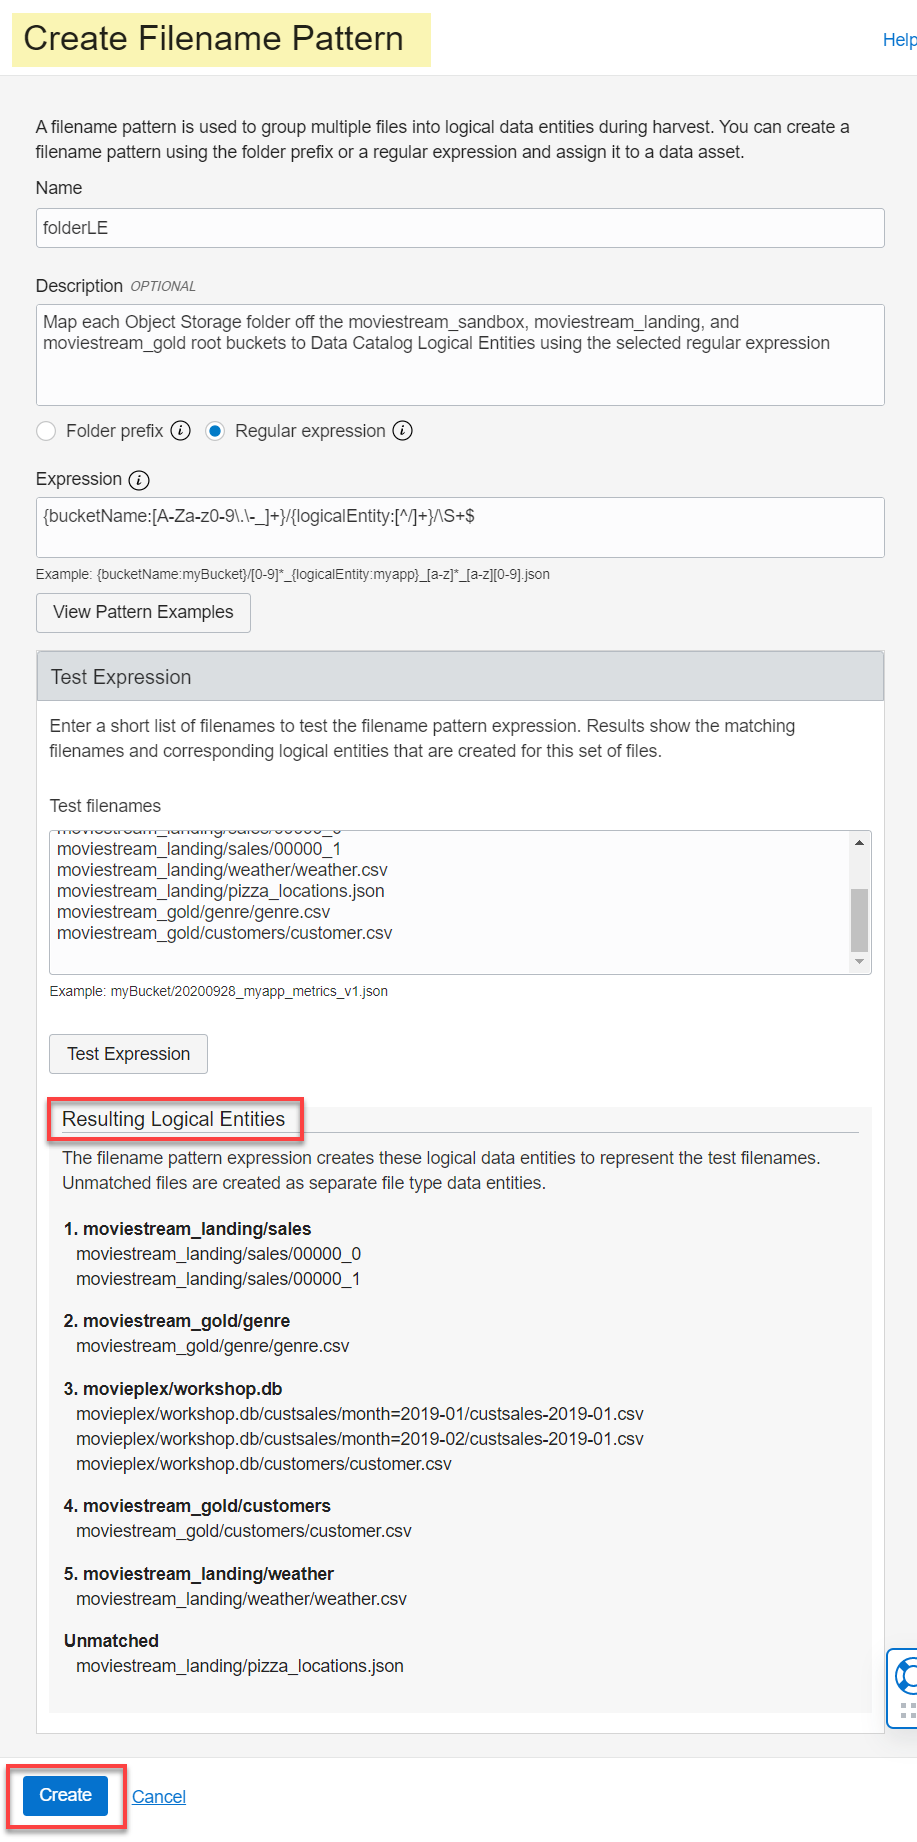 Create Filename Pattern
Help
A filename pattern is used to group multiple files into logical data entities during harvest. You can create a
filename pattern using the folder prefix or a regular expression and assign it to a data asset.
Name
folderLE
Description OPTIONAL
Map each Object Storage folder off the moviestream_sandbox, moviestream_landing, and
moviestream_gold root buckets to Data Catalog Logical Entities using the selected regular expression
Folder prefix i Regular expression i
Expression i
{bucketName:[A-Za-z0-9\.\-_]+}/{logicalEntity:[^/]+}/\S+$
Example: {bucketName:myBucket}/[0-9]*_{logicalEntity:myapp}_[a-z]*_[a-z][0-9].json
View Pattern Examples
Test Expression
Enter a short list of filenames to test the filename pattern expression. Results show the matching
filenames and corresponding logical entities that are created for this set of files.
Test filenames
moviestream_landing/sales/00000_0
moviestream_landing/sales/00000_1
moviestream_landing/weather/weather.csv
moviestream_landing/pizza_locations.json
moviestream_gold/genre/genre.csv
moviestream_gold/customers/customer.csv
Example: myBucket/20200928_myapp_metrics_v1.json
Test Expression
Resulting Logical Entities
The filename pattern expression creates these logical data entities to represent the test filenames.
Unmatched files are created as separate file type data entities.
1. moviestream_landing/sales
moviestream_landing/sales/00000_0
moviestream_landing/sales/00000_1
2. moviestream_gold/genre
moviestream_gold/genre/genre.csv
3. movieplex/workshop.db
movieplex/workshop.db/custsales/month=2019-01/custsales-2019-01.csv
movieplex/workshop.db/custsales/month=2019-02/custsales-2019-01.csv
movieplex/workshop.db/customers/customer.csv
4. moviestream_gold/customers
moviestream_gold/customers/customer.csv
5. moviestream_landing/weather
moviestream_landing/weather/weather.csv
Unmatched
moviestream_landing/pizza_locations.json
Create Cancel